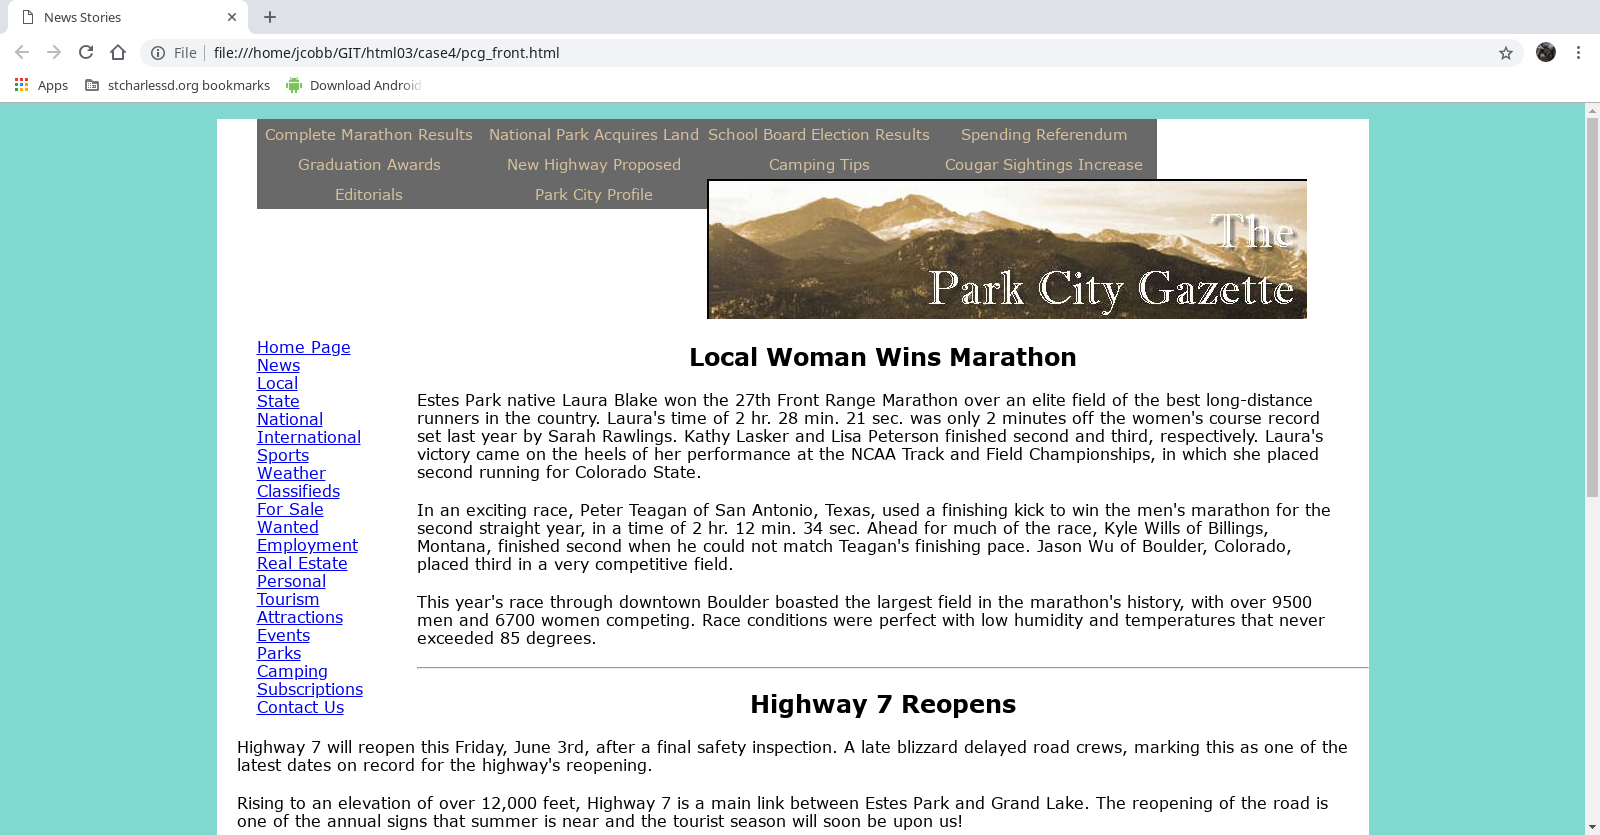 News Stories
File file:///home/jcobb/GIT/html03/case4/pcg_front.html
Apps stcharlessd.org bookmarks Download Android
Complete Marathon Results National Park Acquires Land School Board Election Results Spending Referendum
Graduation Awards New Highway Proposed Camping Tips Cougar Sightings Increase
Editorials Park City Profile
The
Park City Gazette
Home Page
News
Local
State
National
International
Sports
Weather
Classifieds
For Sale
Wanted
Employment
Real Estate
Personal
Tourism
Attractions
Events
Parks
Camping
Subscriptions
Contact Us
Local Woman Wins Marathon
Estes Park native Laura Blake won the 27th Front Range Marathon over an elite field of the best long-distance
runners in the country. Laura's time of 2 hr. 28 min. 21 sec. was only 2 minutes off the women's course record
set last year by Sarah Rawlings. Kathy Lasker and Lisa Peterson finished second and third, respectively. Laura's
victory came on the heels of her performance at the NCAA Track and Field Championships, in which she placed
second running for Colorado State.
In an exciting race, Peter Teagan of San Antonio, Texas, used a finishing kick to win the men's marathon for the
second straight year, in a time of 2 hr. 12 min. 34 sec. Ahead for much of the race, Kyle Wills of Billings,
Montana, finished second when he could not match Teagan's finishing pace. Jason Wu of Boulder, Colorado,
placed third in a very competitive field.
This year's race through downtown Boulder boasted the largest field in the marathon's history, with over 9500
men and 6700 women competing. Race conditions were perfect with low humidity and temperatures that never
exceeded 85 degrees.
Highway 7 Reopens
Highway 7 will reopen this Friday, June 3rd, after a final safety inspection. A late blizzard delayed road crews, marking this as one of the
latest dates on record for the highway's reopening.
Rising to an elevation of over 12,000 feet, Highway 7 is a main link between Estes Park and Grand Lake. The reopening of the road is
one of the annual signs that summer is near and the tourist season will soon be upon us!